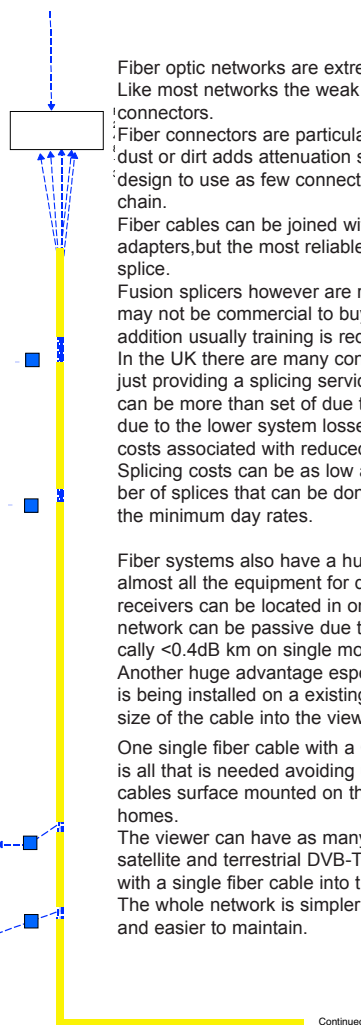 Fiber optic networks are extre
Like most networks the weak
connectors.
Fiber connectors are particula
dust or dirt adds attenuation s
design to use as few connect
chain.
Fiber cables can be joined wi
adapters,but the most reliable
splice.
Fusion splicers however are r
may not be commercial to buy
addition usually training is rec
In the UK there are many con
just providing a splicing servic
can be more than set of due t
due to the lower system losse
costs associated with reduced
Splicing costs can be as low a
ber of splices that can be don
the minimum day rates.
Fiber systems also have a hu
almost all the equipment for d
receivers can be located in or
network can be passive due t
cally <0.4dB km on single mo
Another huge advantage espe
is being installed on a existing
size of the cable into the view
One single fiber cable with a
is all that is needed avoiding
cables surface mounted on th
homes.
The viewer can have as many
satellite and terrestrial DVB-T
with a single fiber cable into t
The whole network is simpler
and easier to maintain.
Continued